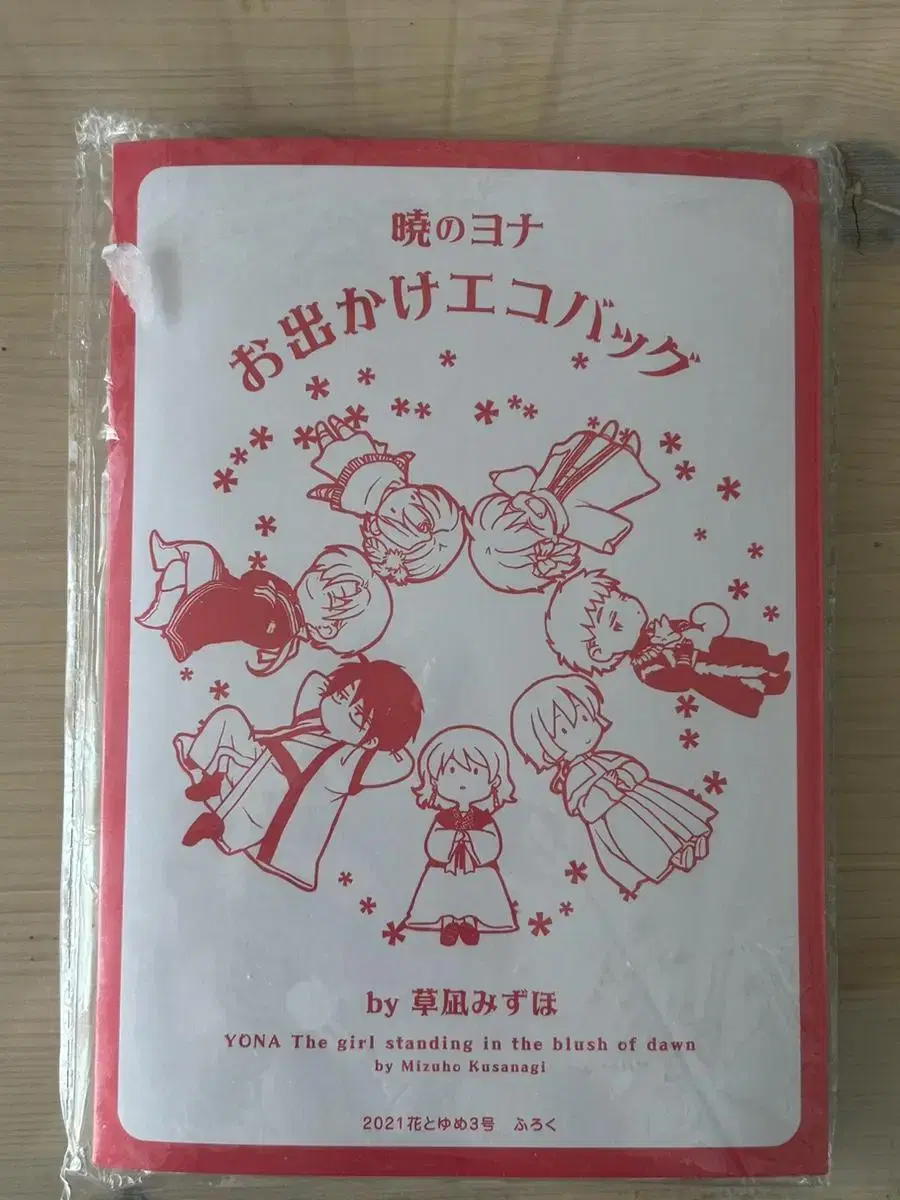 暁のヨナ
お出かけエコバッグ
by 草凪みずほ
YONA The girl standing in the blush of dawn
by Mizuho Kusanagi
2021花とゆめ3号 ふろく